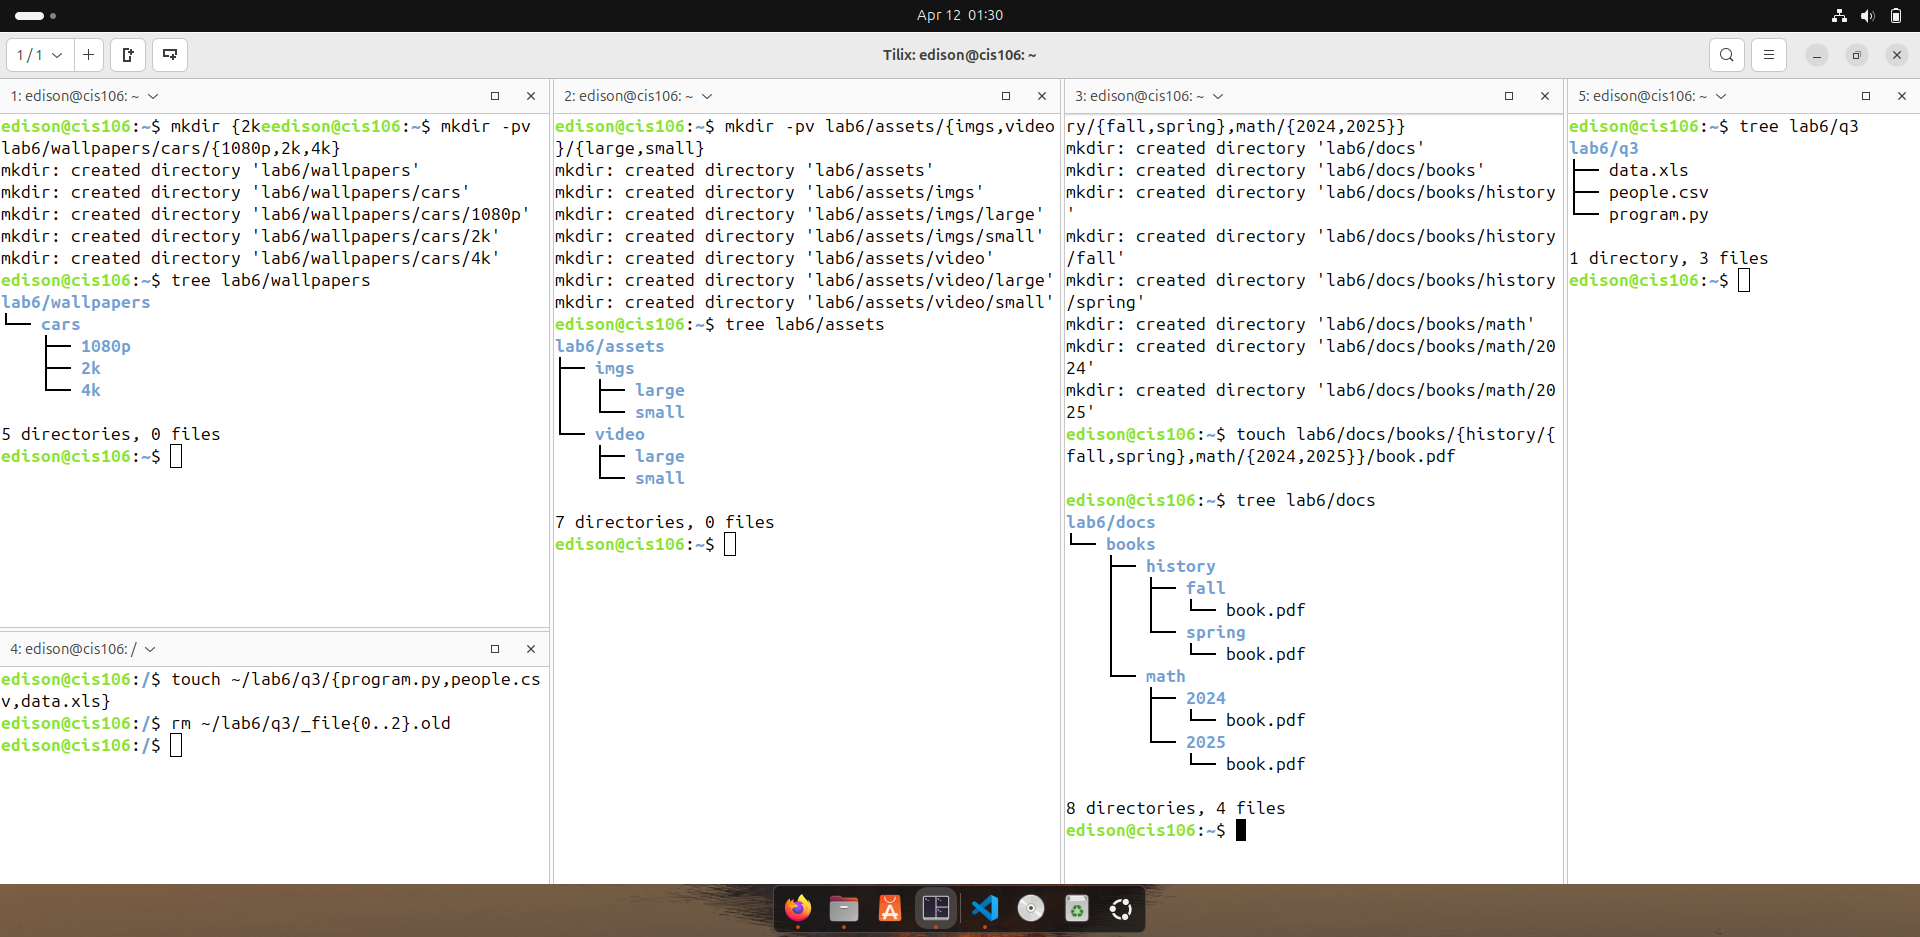 Apr 12 01:30
1 / 1
Tilix: edison@cis106: ~
1: edison@cis106: ~
edison@cis106:~$ mkdir {2keedison@cis106:~$ mkdir -pv
lab6/wallpapers/cars/{1080p,2k,4k}
mkdir: created directory 'lab6/wallpapers'
mkdir: created directory 'lab6/wallpapers/cars'
mkdir: created directory 'lab6/wallpapers/cars/1080p'
mkdir: created directory 'lab6/wallpapers/cars/2k'
mkdir: created directory 'lab6/wallpapers/cars/4k'
edison@cis106:~$ tree lab6/wallpapers
lab6/wallpapers
└── cars
    ├── 1080p
    ├── 2k
    └── 4k
5 directories, 0 files
edison@cis106:~$
2: edison@cis106: ~
edison@cis106:~$ mkdir -pv lab6/assets/{imgs,video
}/{large,small}
mkdir: created directory 'lab6/assets'
mkdir: created directory 'lab6/assets/imgs'
mkdir: created directory 'lab6/assets/imgs/large'
mkdir: created directory 'lab6/assets/imgs/small'
mkdir: created directory 'lab6/assets/video'
mkdir: created directory 'lab6/assets/video/large'
mkdir: created directory 'lab6/assets/video/small'
edison@cis106:~$ tree lab6/assets
lab6/assets
├── imgs
│   ├── large
│   └── small
└── video
    ├── large
    └── small
7 directories, 0 files
edison@cis106:~$
3: edison@cis106: ~
ry/{fall,spring},math/{2024,2025}}
mkdir: created directory 'lab6/docs'
mkdir: created directory 'lab6/docs/books'
mkdir: created directory 'lab6/docs/books/history
'
mkdir: created directory 'lab6/docs/books/history
/fall'
mkdir: created directory 'lab6/docs/books/history
/spring'
mkdir: created directory 'lab6/docs/books/math'
mkdir: created directory 'lab6/docs/books/math/20
24'
mkdir: created directory 'lab6/docs/books/math/20
25'
edison@cis106:~$ touch lab6/docs/books/{history/{
fall,spring},math/{2024,2025}}/book.pdf
edison@cis106:~$ tree lab6/docs
lab6/docs
└── books
    ├── history
    │   ├── fall
    │   │   └── book.pdf
    │   └── spring
    │       └── book.pdf
    └── math
        ├── 2024
        │   └── book.pdf
        └── 2025
            └── book.pdf
8 directories, 4 files
edison@cis106:~$
5: edison@cis106: ~
edison@cis106:~$ tree lab6/q3
lab6/q3
├── data.xls
├── people.csv
└── program.py
1 directory, 3 files
edison@cis106:~$
4: edison@cis106: /
edison@cis106:/$ touch ~/lab6/q3/{program.py,people.cs
v,data.xls}
edison@cis106:/$ rm ~/lab6/q3/_file{0..2}.old
edison@cis106:/$